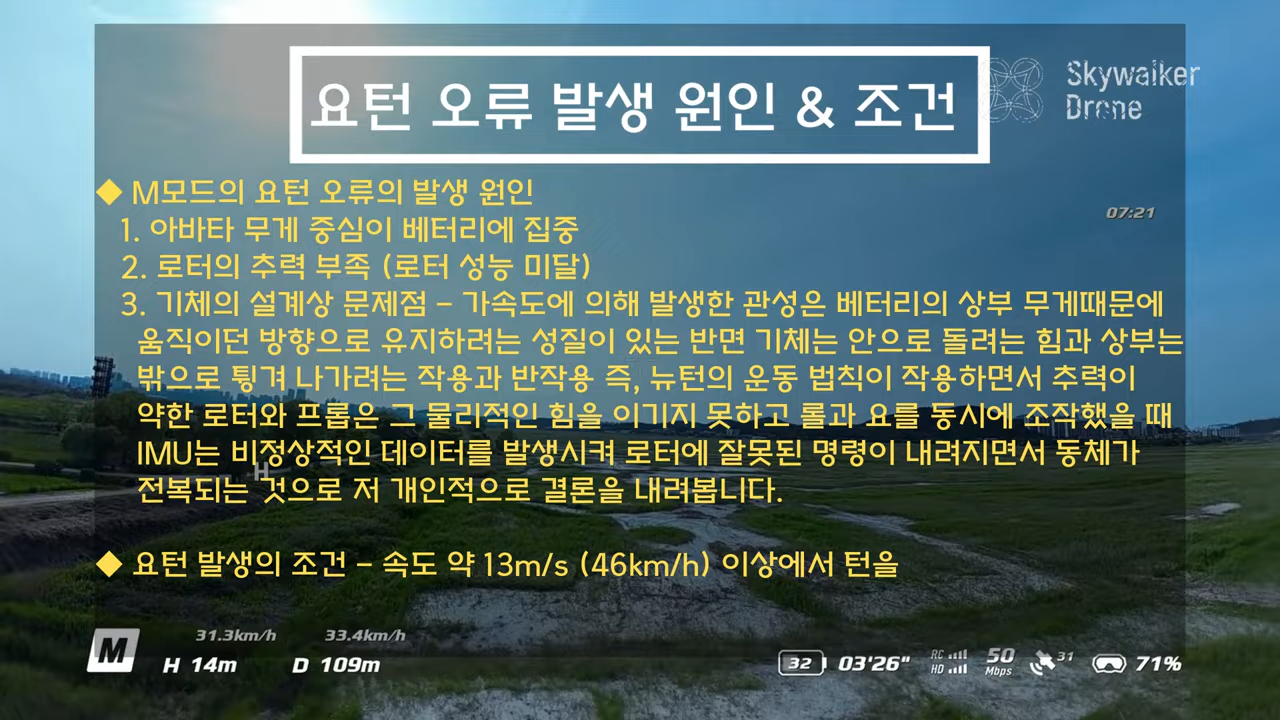 요턴 오류 발생 원인 & 조건
Skywalker
Drone
◆ M모드의 요턴 오류의 발생 원인
1. 아바타 무게 중심이 베터리에 집중
07:21
2. 로터의 추력 부족 (로터 성능 미달)
3. 기체의 설계상 문제점 – 가속도에 의해 발생한 관성은 베터리의 상부 무게때문에
움직이던 방향으로 유지하려는 성질이 있는 반면 기체는 안으로 돌려는 힘과 상부는
밖으로 튕겨 나가려는 작용과 반작용 즉, 뉴턴의 운동 법칙이 작용하면서 추력이
약한 로터와 프롭은 그 물리적인 힘을 이기지 못하고 롤과 요를 동시에 조작했을 때
IMU는 비정상적인 데이터를 발생시켜 로터에 잘못된 명령이 내려지면서 동체가
H
전복되는 것으로 저 개인적으로 결론을 내려봅니다.
◆ 요턴 발생의 조건 – 속도 약 13m/s (46km/h) 이상에서 턴을
31.3km/h 33.4km/h
M H 14m D 109m 32 03'26" RC HD 50 Mbps 31 71%